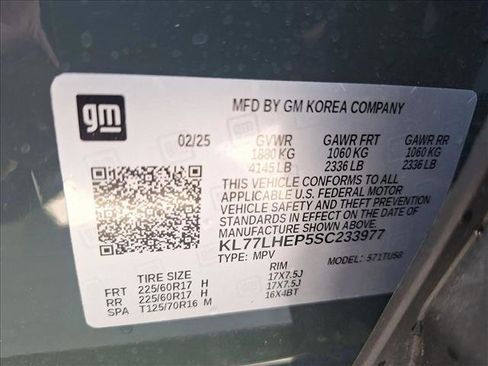 gm
MFD BY GM KOREA COMPANY
02/25 GVWR GAWR FRT GAWR RR
1880 KG 1060 KG 1060 KG
4145 LB 2336 LB 2336 LB
THIS VEHICLE CONFORMS TO ALL
APPLICABLE U.S. FEDERAL MOTOR
VEHICLE SAFETY AND THEFT PREVENTION
STANDARDS IN EFFECT ON THE DATE OF
MANUFACTURE SHOWN ABOVE.
KL77LHEP5SC233977
TYPE: MPV MODEL: 571TU58
TIRE SIZE RIM
FRT 225/60R17 H 17X7.5J
RR 225/60R17 H 17X7.5J
SPA T125/70R16 M 16X4BT